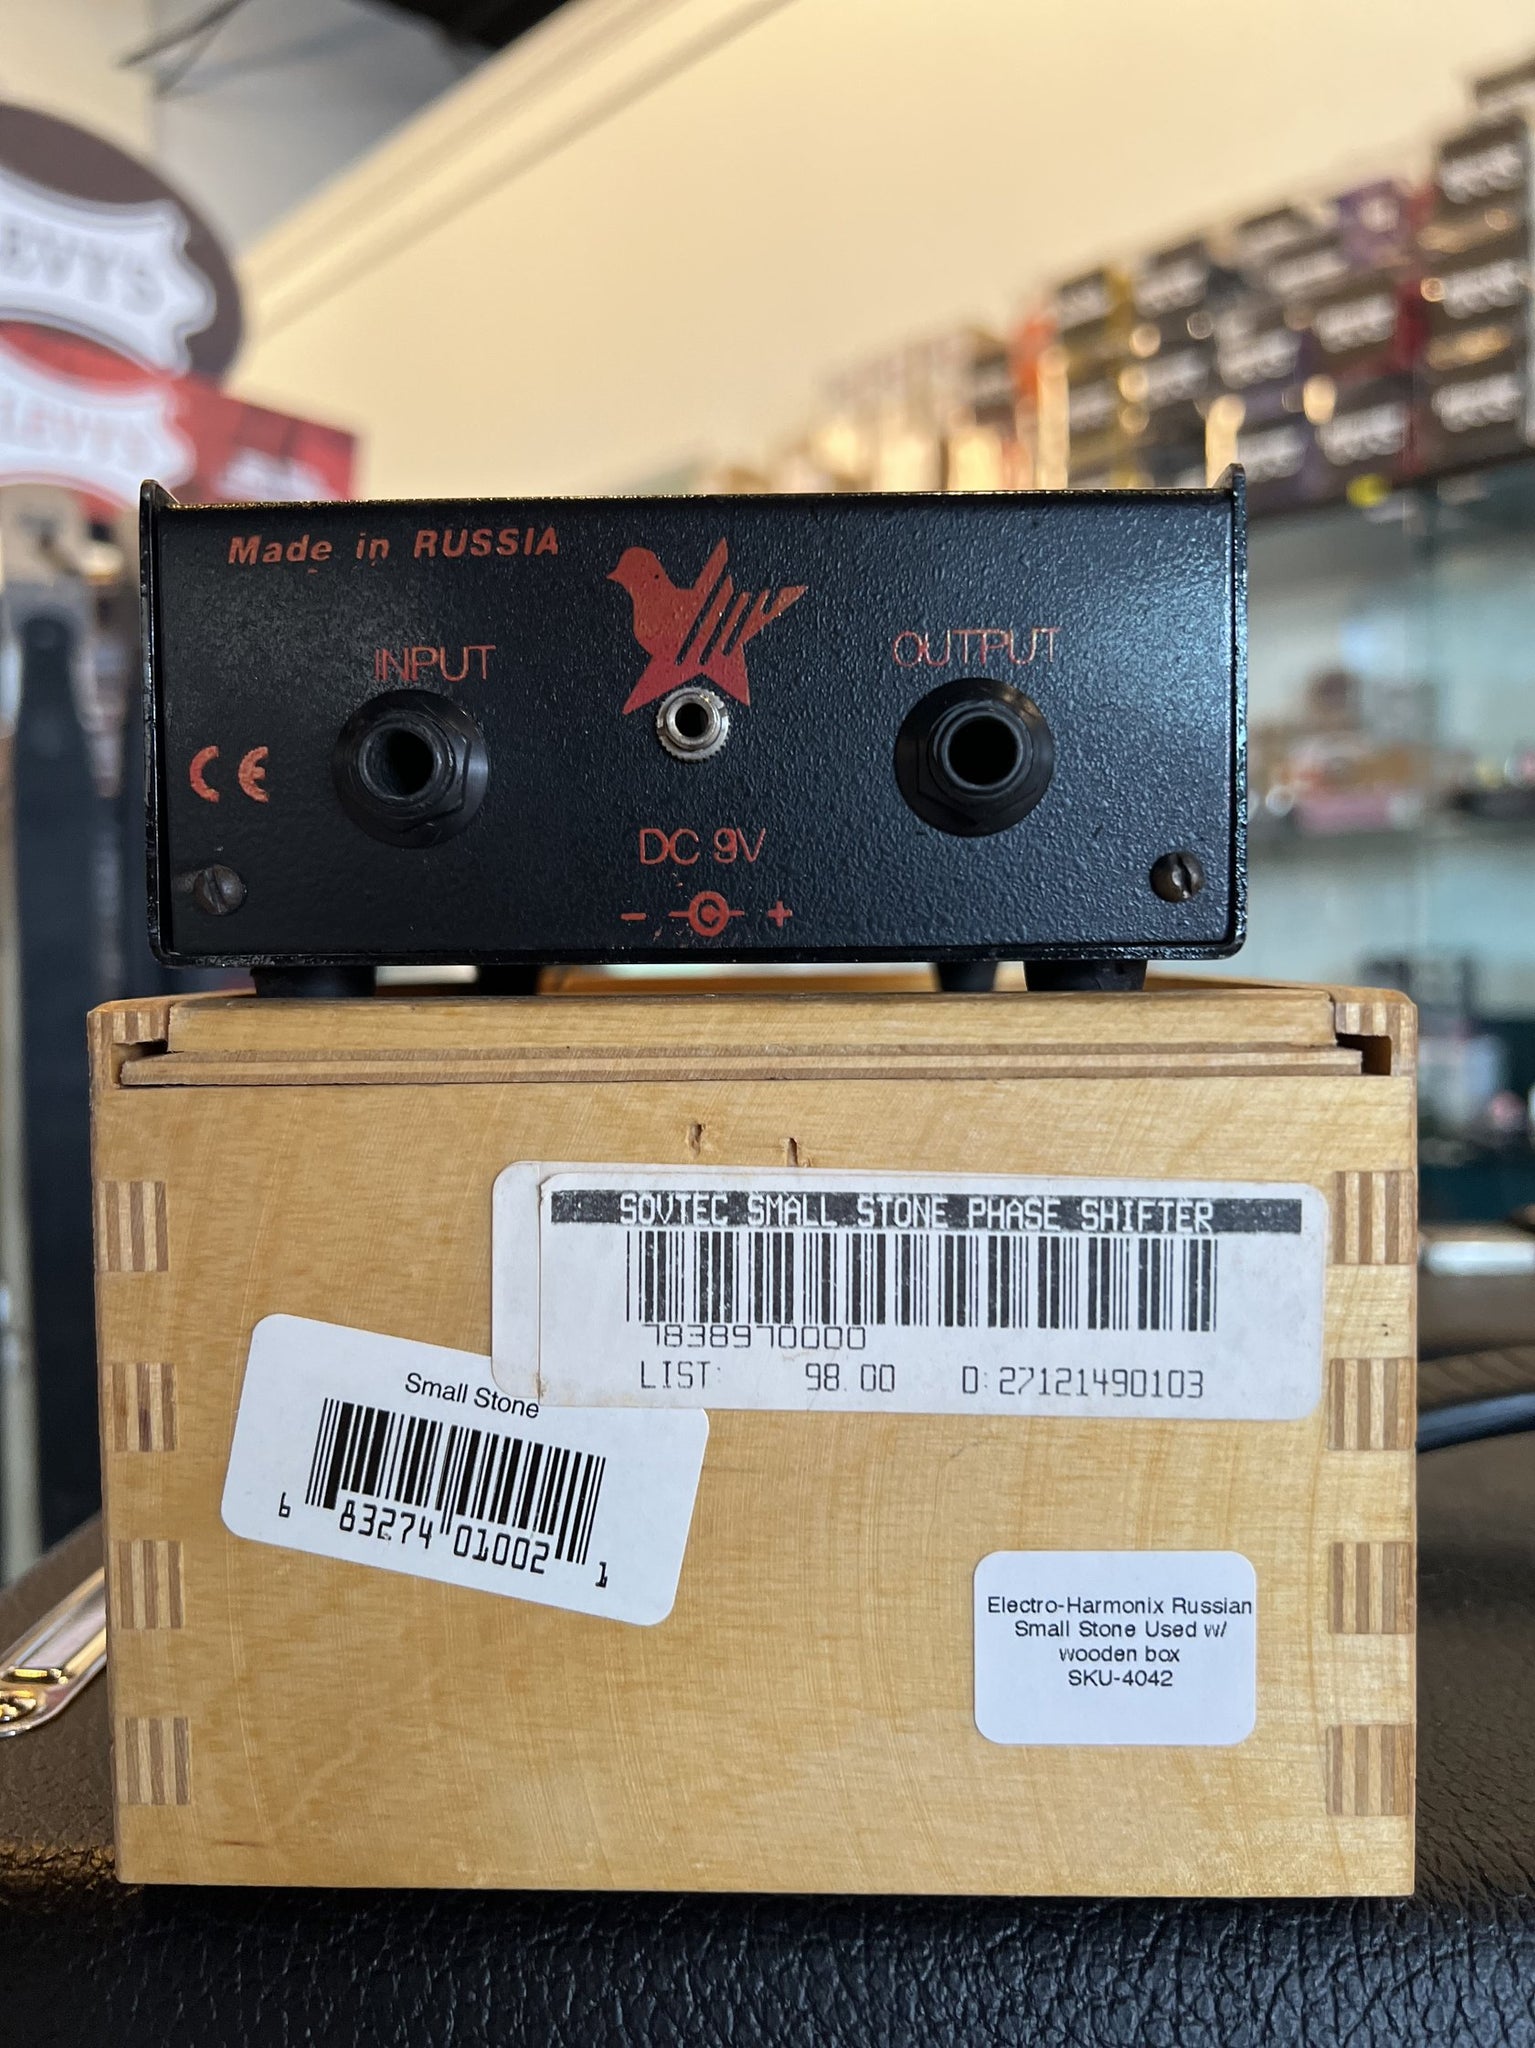 LEVYS
Made in RUSSIA
INPUT
OUTPUT
CE
DC 9V
- +
SOVTEC SMALL STONE PHASE SHIFTER
7838970000
LIST: 98.00 D:27121490103
Small Stone
6 83274 01002 1
Electro-Harmonix Russian
Small Stone Used w/
wooden box
SKU-4042